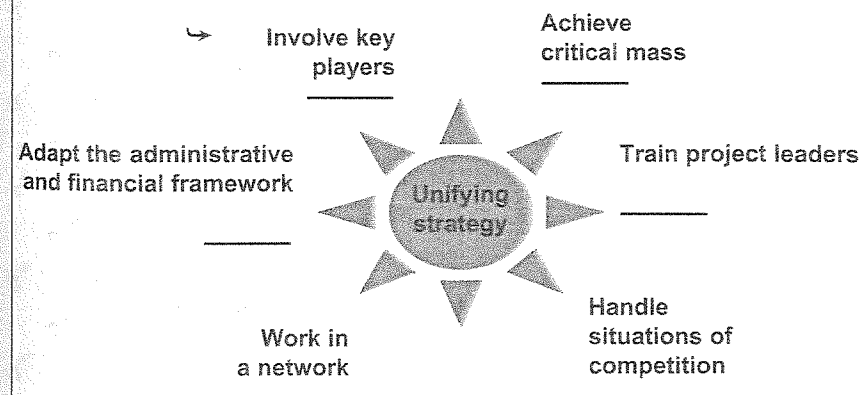 Involve key
players
Achieve
critical mass
Adapt the administrative
and financial framework
Train project leaders
Unifying
strategy
Work in
a network
Handle
situations of
competition